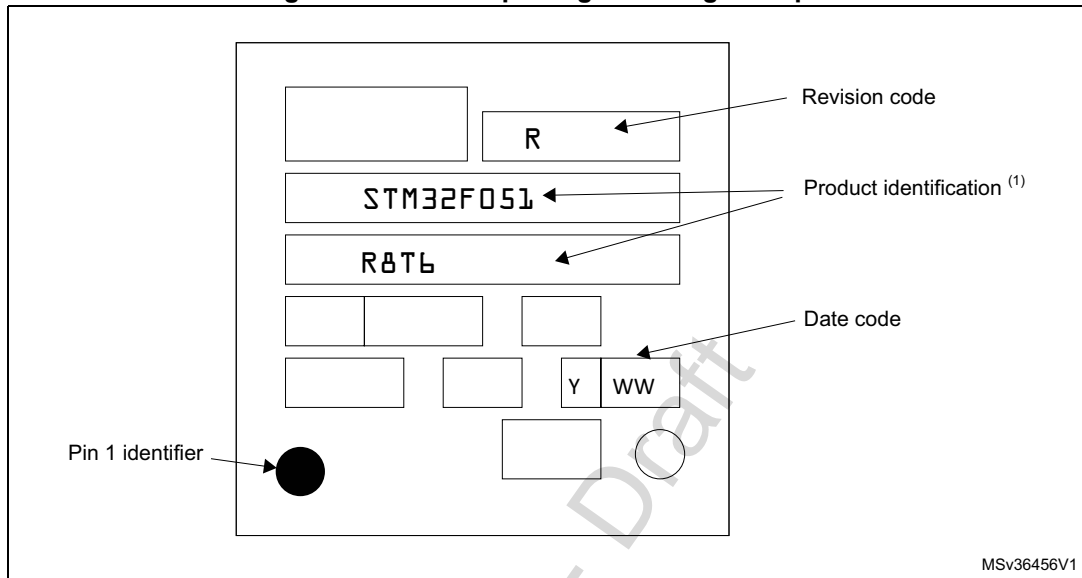 Revision code
R
Product identification (1)
STM32F051
R8T6
Date code
Y WW
Pin 1 identifier
Draft
MSv36456V1